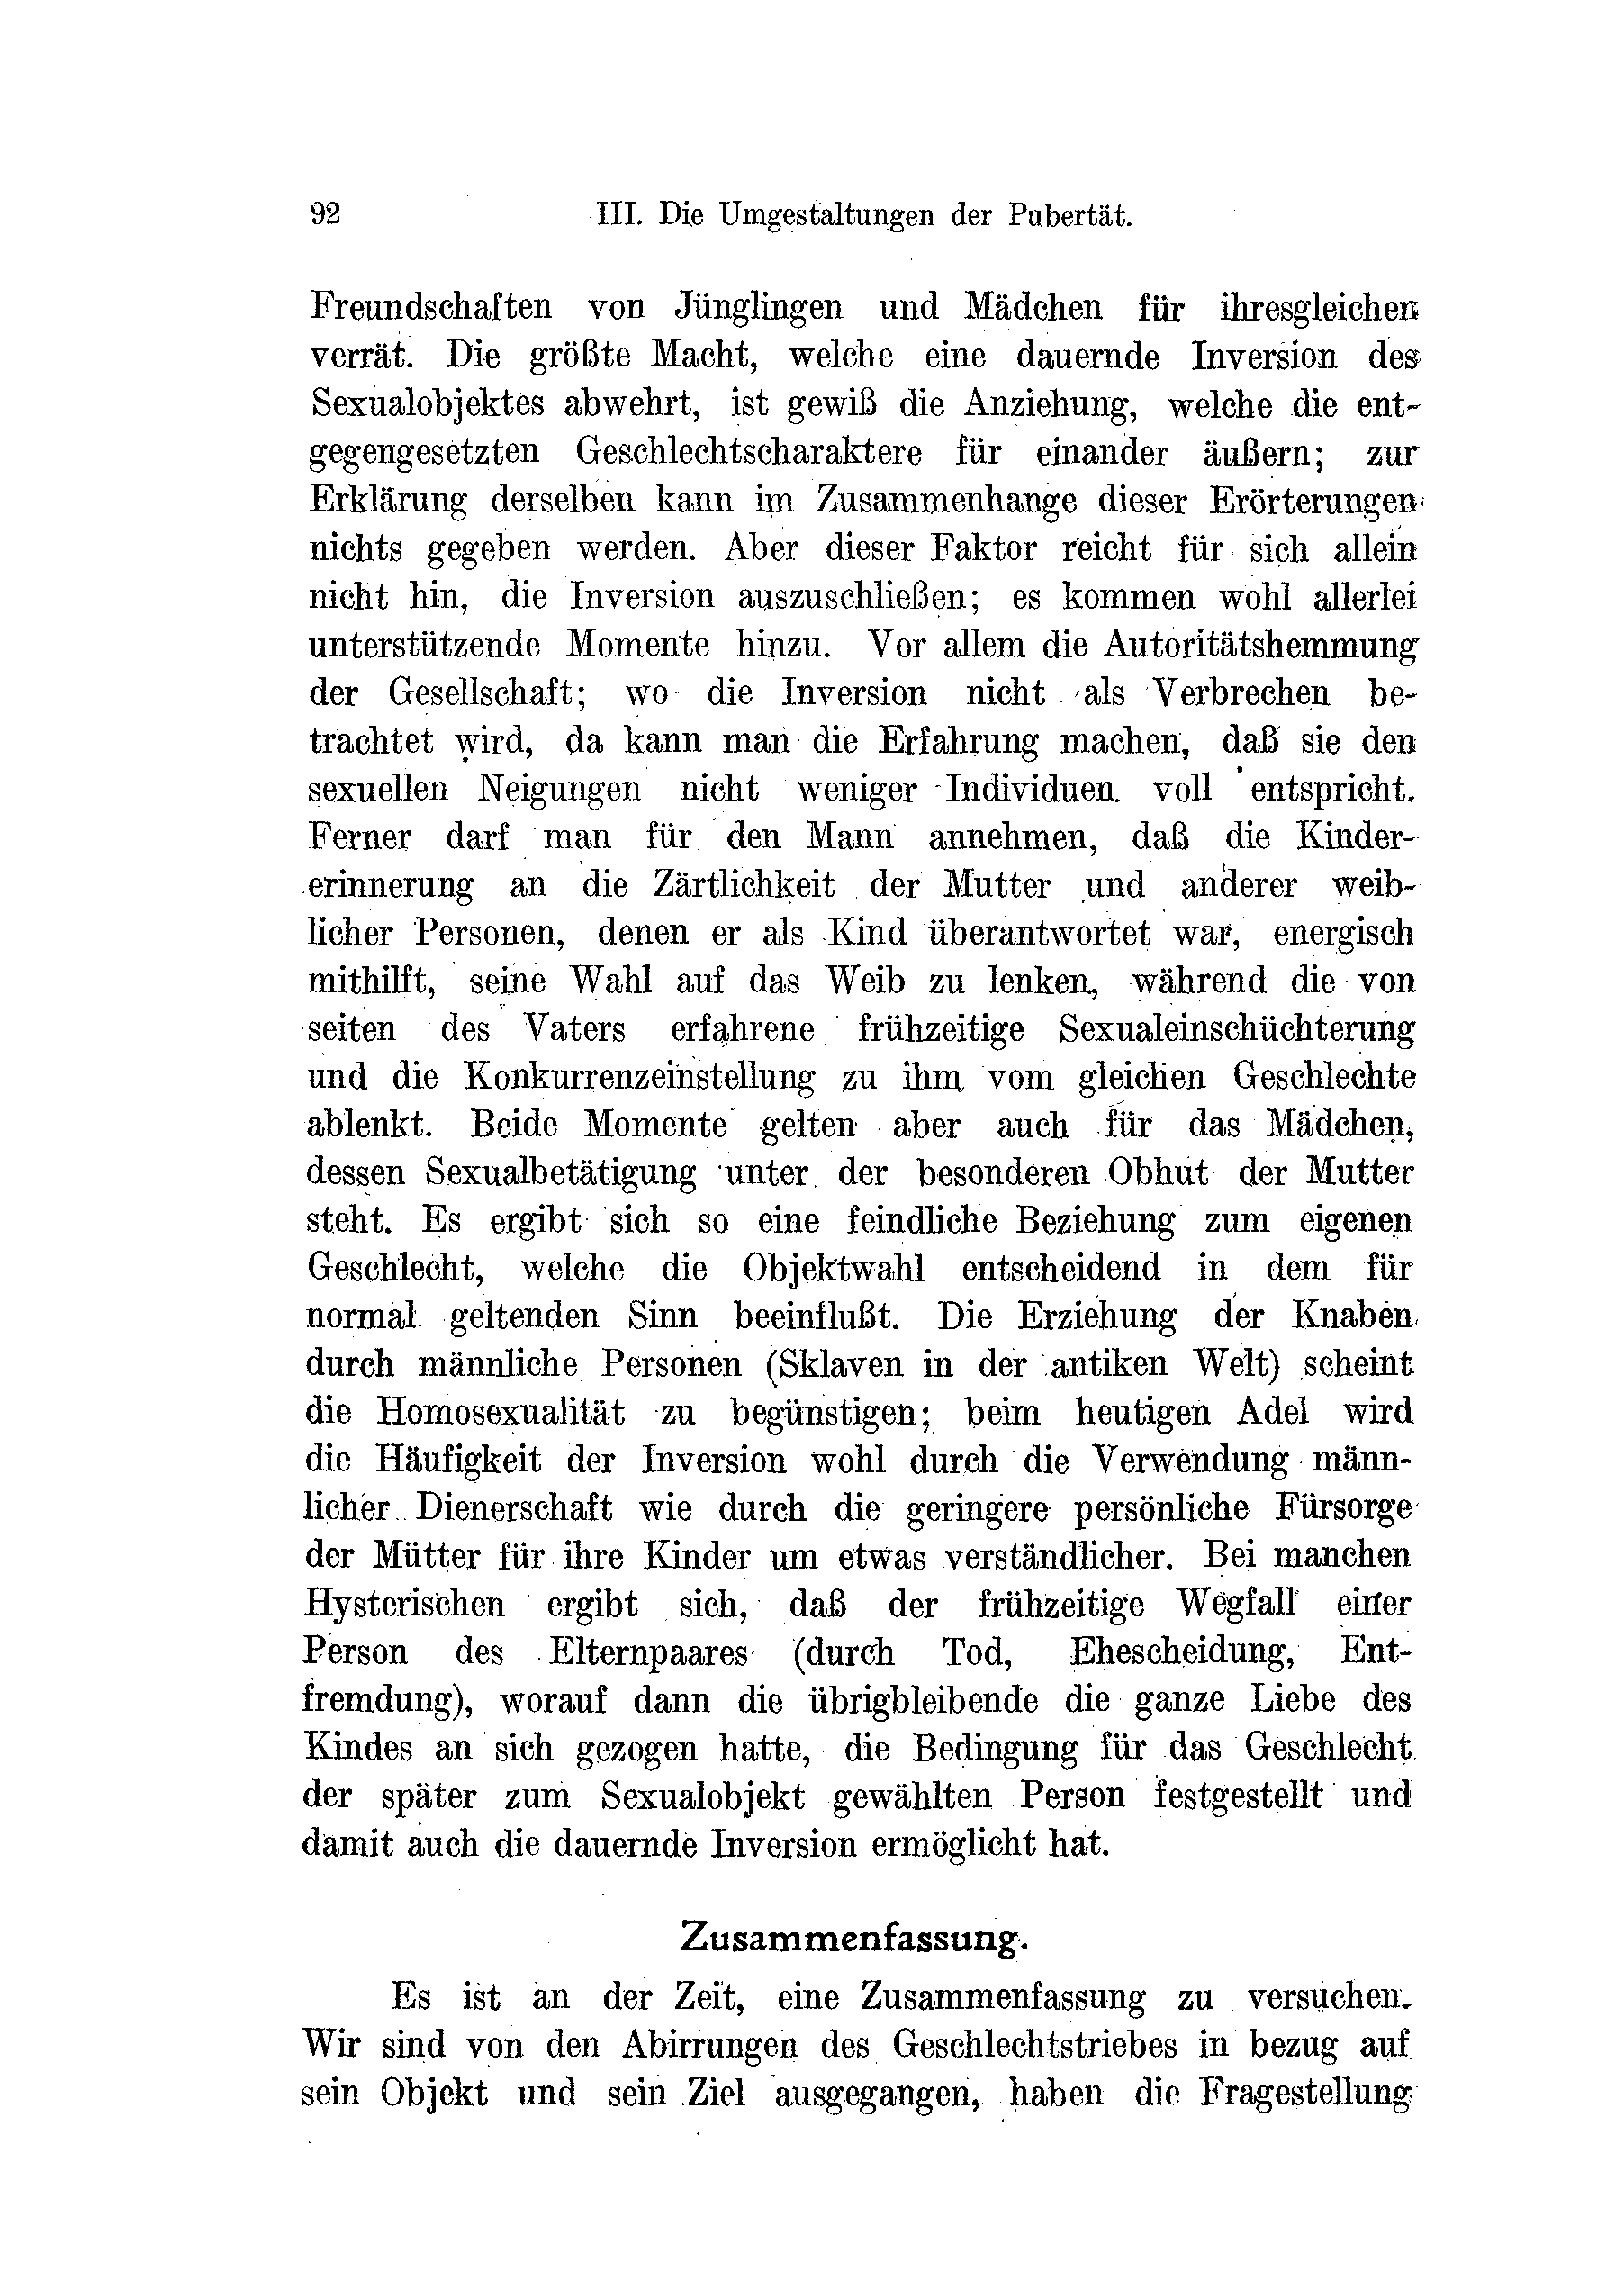 92 III. Die Umgestaltungen der Pubertät.
Freundschaften von Jünglingen und Mädchen für ihresgleichen
verrät. Die größte Macht, welche eine dauernde Inversion des
Sexualobjektes abwehrt, ist gewiß die Anziehung, welche die ent-
gegengesetzten Geschlechtscharaktere für einander äußern; zur
Erklärung derselben kann im Zusammenhange dieser Erörterungen
nichts gegeben werden. Aber dieser Faktor reicht für sich allein
nicht hin, die Inversion auszuschließen; es kommen wohl allerlei
unterstützende Momente hinzu. Vor allem die Autoritätshemmung
der Gesellschaft; wo die Inversion nicht als Verbrechen be-
trachtet wird, da kann man die Erfahrung machen, daß sie den
sexuellen Neigungen nicht weniger Individuen voll entspricht.
Ferner darf man für den Mann annehmen, daß die Kinder-
erinnerung an die Zärtlichkeit der Mutter und anderer weib-
licher Personen, denen er als Kind überantwortet war, energisch
mithilft, seine Wahl auf das Weib zu lenken, während die von
seiten des Vaters erfahrene frühzeitige Sexualeinschüchterung
und die Konkurrenzeinstellung zu ihm vom gleichen Geschlechte
ablenkt. Beide Momente gelten aber auch für das Mädchen,
dessen Sexualbetätigung unter der besonderen Obhut der Mutter
steht. Es ergibt sich so eine feindliche Beziehung zum eigenen
Geschlecht, welche die Objektwahl entscheidend in dem für
normal geltenden Sinn beeinflußt. Die Erziehung der Knaben
durch männliche Personen (Sklaven in der antiken Welt) scheint
die Homosexualität zu begünstigen; beim heutigen Adel wird
die Häufigkeit der Inversion wohl durch die Verwendung männ-
licher Dienerschaft wie durch die geringere persönliche Fürsorge
der Mütter für ihre Kinder um etwas verständlicher. Bei manchen
Hysterischen ergibt sich, daß der frühzeitige Wegfall einer
Person des Elternpaares (durch Tod, Ehescheidung, Ent-
fremdung), worauf dann die übrigbleibende die ganze Liebe des
Kindes an sich gezogen hatte, die Bedingung für das Geschlecht
der später zum Sexualobjekt gewählten Person festgestellt und
damit auch die dauernde Inversion ermöglicht hat.
Zusammenfassung.
Es ist an der Zeit, eine Zusammenfassung zu versuchen.
Wir sind von den Abirrungen des Geschlechtstriebes in bezug auf
sein Objekt und sein Ziel ausgegangen, haben die Fragestellung